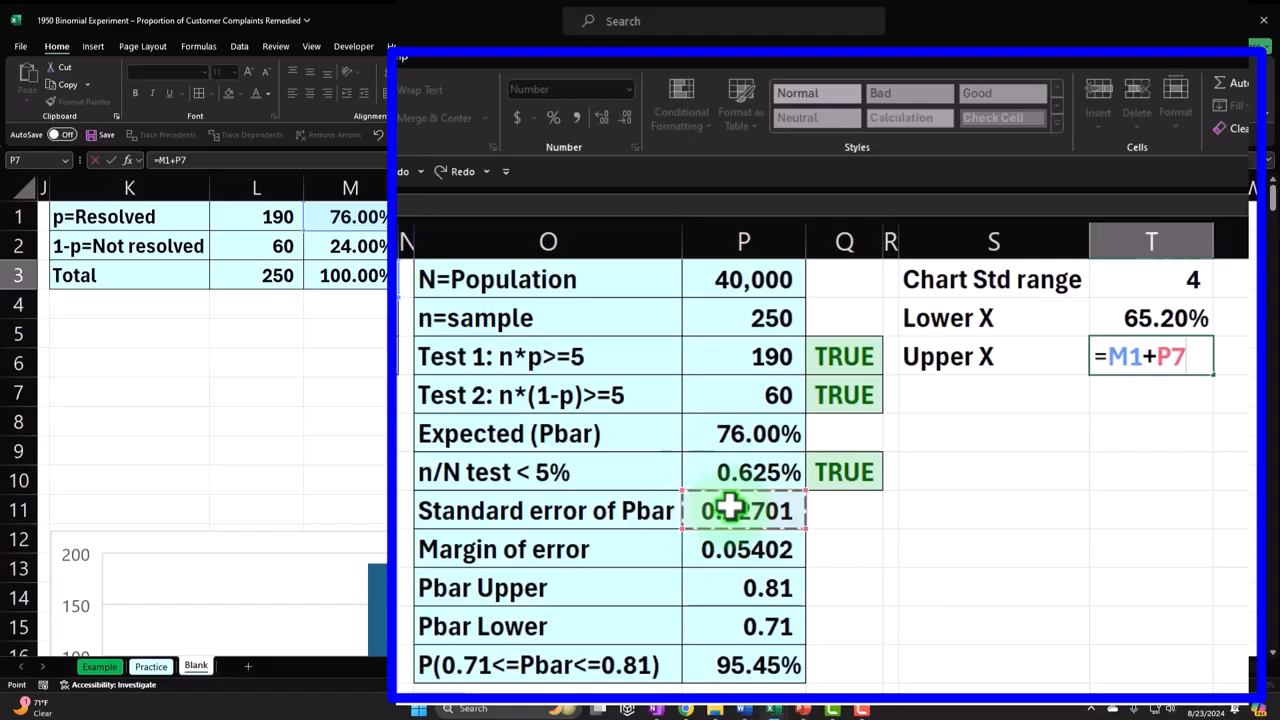 1950 Binomial Experiment – Proportion of Customer Complaints Remedied
Search
File Home Insert Page Layout Formulas Data Review View Developer
Cut
Copy
Format Painter
Paste
Clipboard
11
B I U
Font
Alignment
Wrap Text
Merge & Center
Number
$ % ,
Number
Conditional Formatting
Format as Table
Normal Bad Good
Neutral Calculation Check Cell
Styles
Insert Delete Format
Cells
Σ Auto
Fill
Clea
AutoSave Off Save Trace Precedents Trace Dependents Remove Arrows
do Redo
P7 fx =M1+P7
J K L M
1 p=Resolved 190 76.00%
2 1-p=Not resolved 60 24.00%
3 Total 250 100.00%
4
5
6
7
8
9
10
11
12
13
14
15
16
200
150
N O P Q R S T
N=Population 40,000 Chart Std range 4
n=sample 250 Lower X 65.20%
Test 1: n*p>=5 190 TRUE Upper X =M1+P7
Test 2: n*(1-p)>=5 60 TRUE
Expected (Pbar) 76.00%
n/N test < 5% 0.625% TRUE
Standard error of Pbar 2701
Margin of error 0.05402
Pbar Upper 0.81
Pbar Lower 0.71
P(0.71<=Pbar<=0.81) 95.45%
Example Practice Blank
Point Accessibility: Investigate
71°F
Clear
Search
8/23/2024